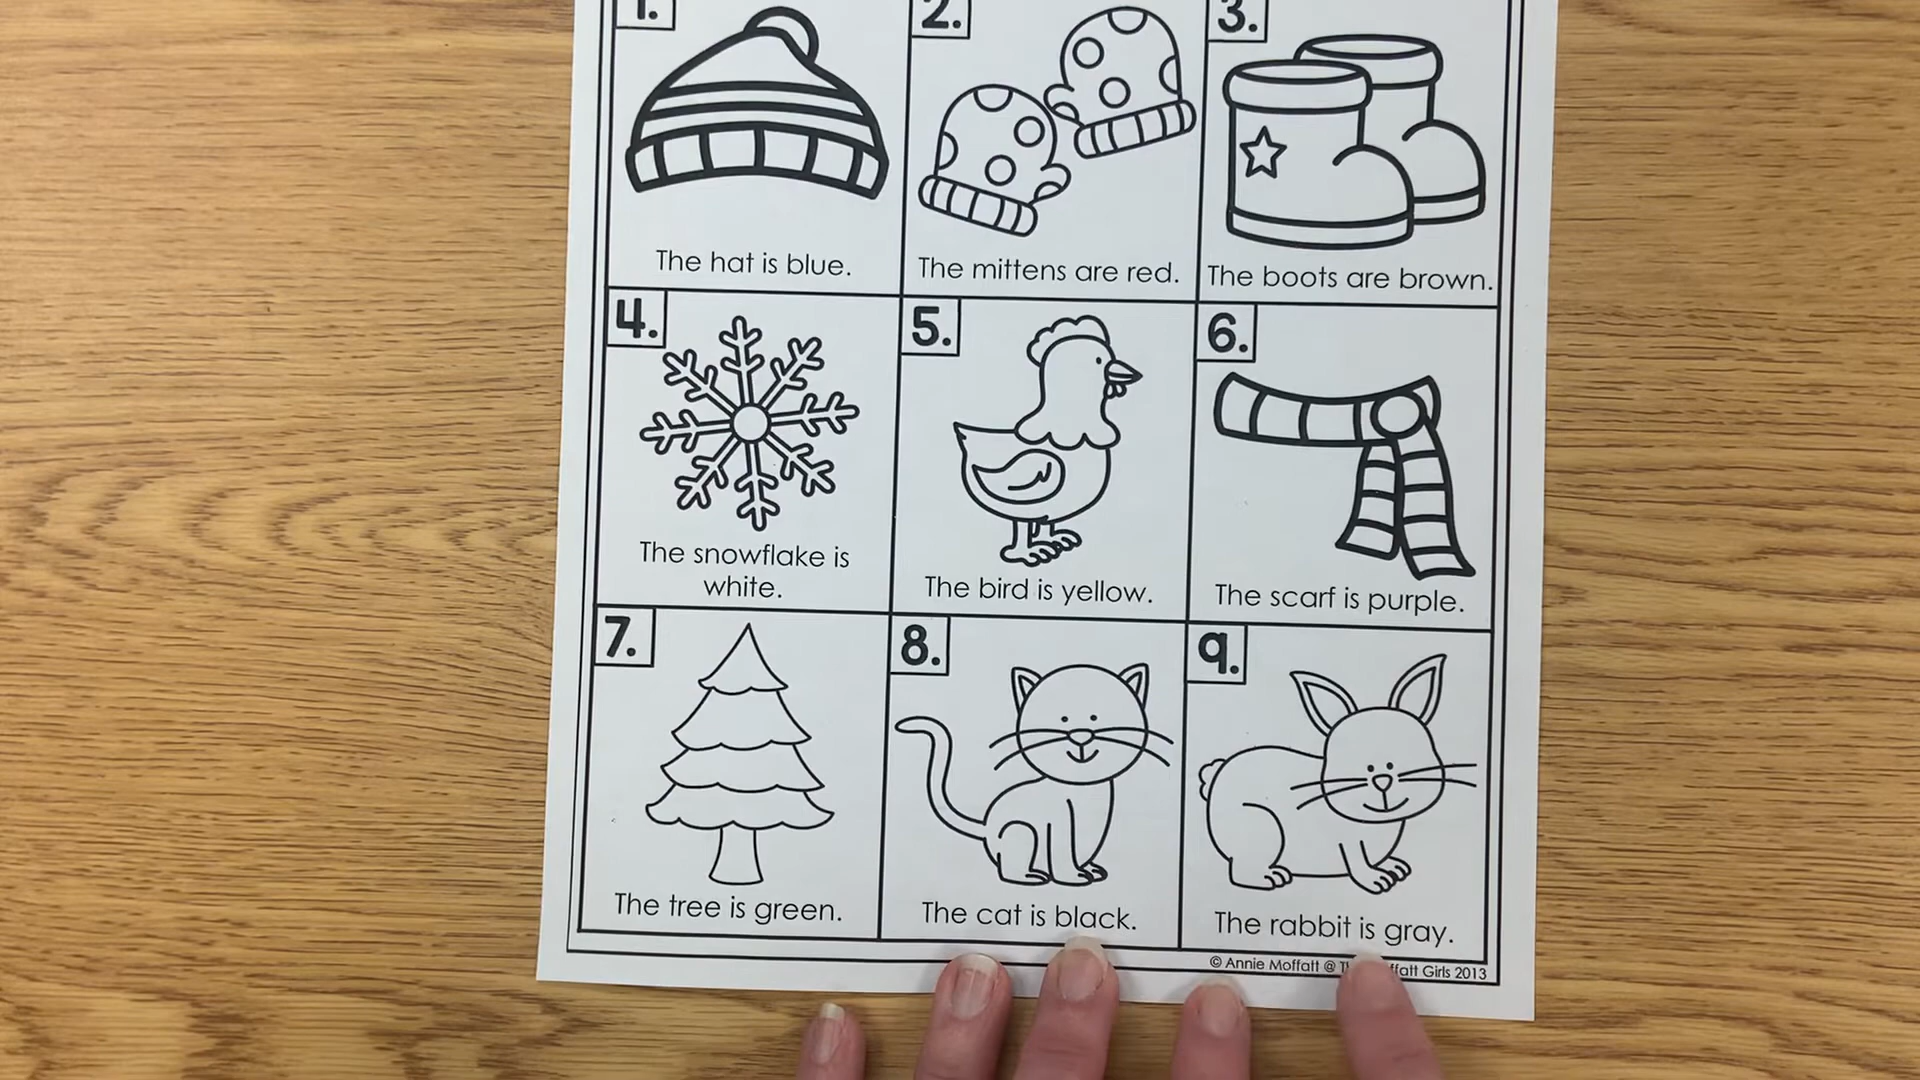 1.
2.
3.
The hat is blue.
The mittens are red.
The boots are brown.
4.
5.
6.
The snowflake is
white.
The bird is yellow.
The scarf is purple.
7.
8.
9.
The tree is green.
The cat is black.
The rabbit is gray.
© Annie Moffatt @ Girls 2013